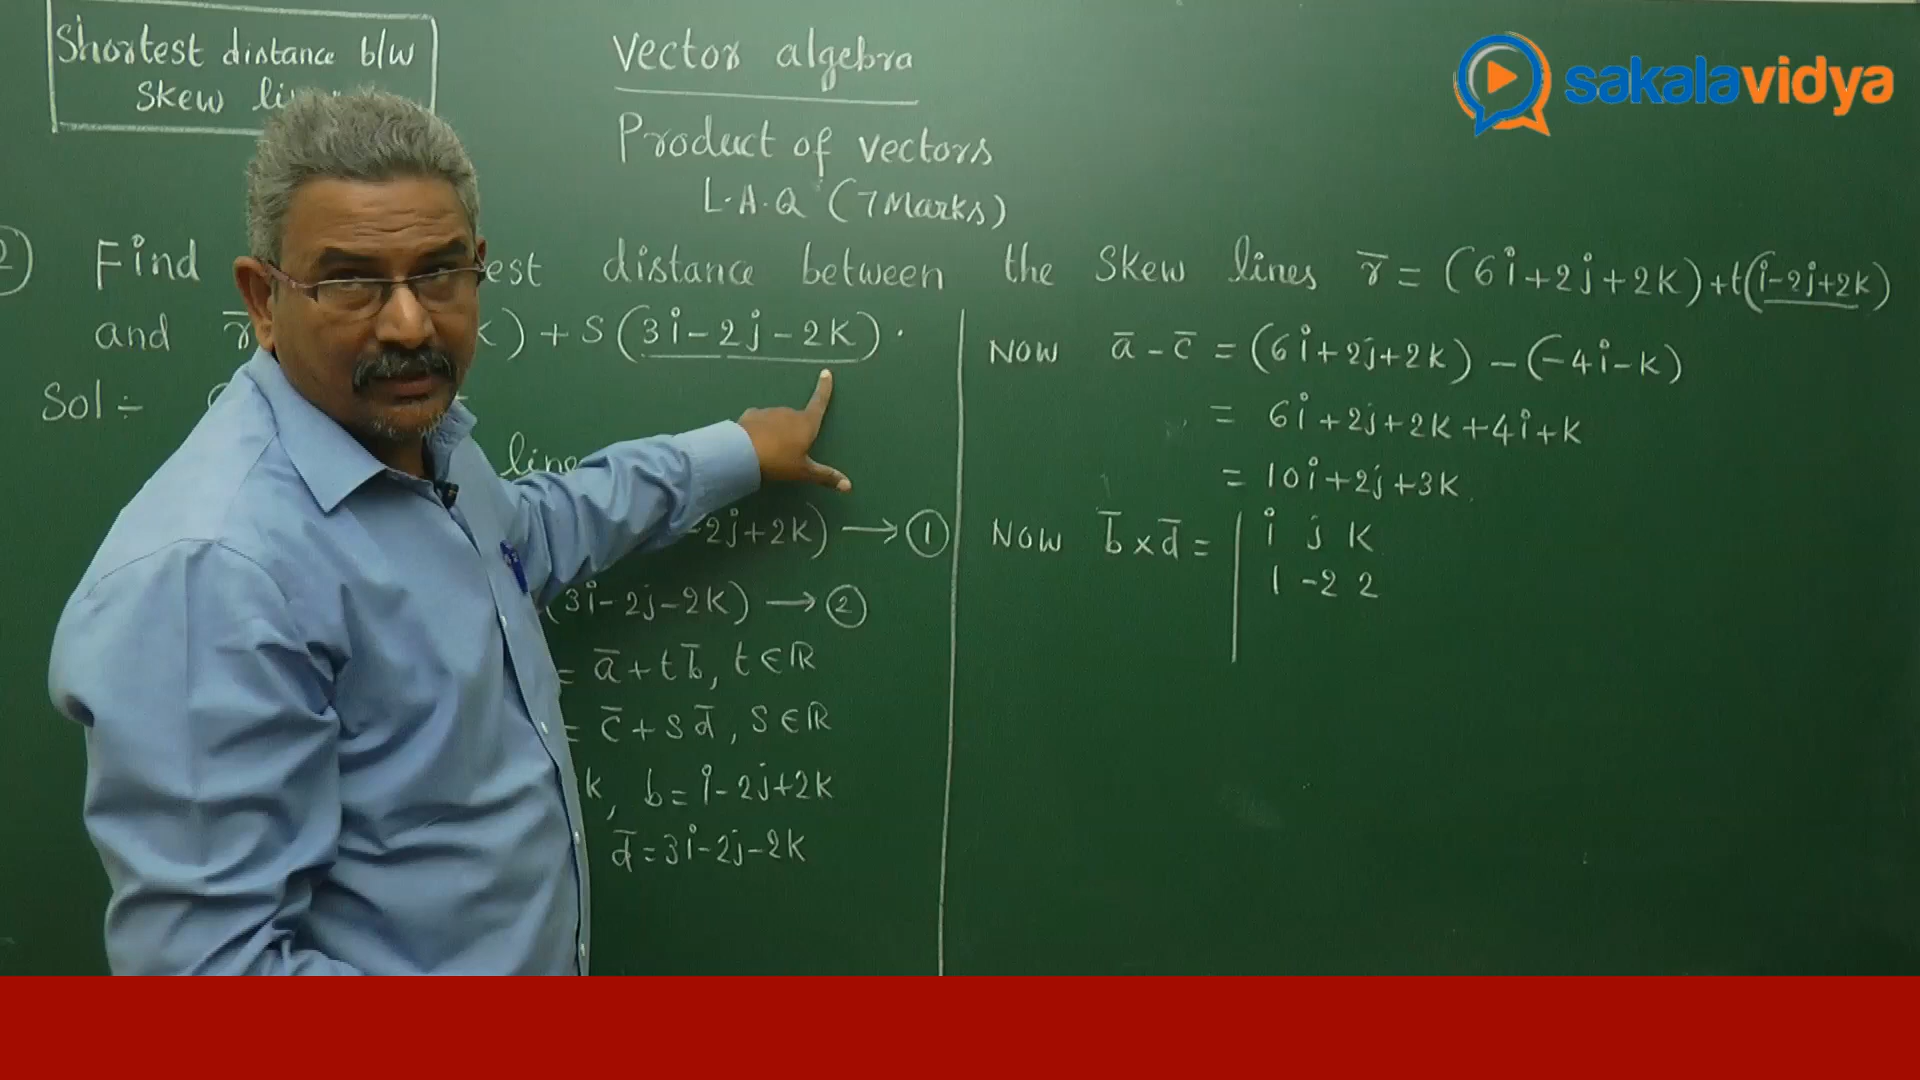 Shortest distance b/w
Skew
Vector algebra
Product of vectors
L.A.Q (7 Marks)
sakalavidya
Find est distance between the skew lines r̅ = (6i+2j+2k)+t(i-2j+2k)
and r̅ k) + s(3i-2j-2k).
Sol ÷
line
-2j+2k) → ①
(3i-2j-2k) → ②
= a̅ + t b̅, t∈ℝ
= c̅ + s d̅, s∈ℝ
k, b = i-2j+2k
d̅ = 3i-2j-2k
Now a̅ - c̅ = (6i+2j+2k) - (-4i-k)
= 6i+2j+2k+4i+k
= 10i+2j+3k.
Now b̅ x d̅ = | i j k
1 -2 2